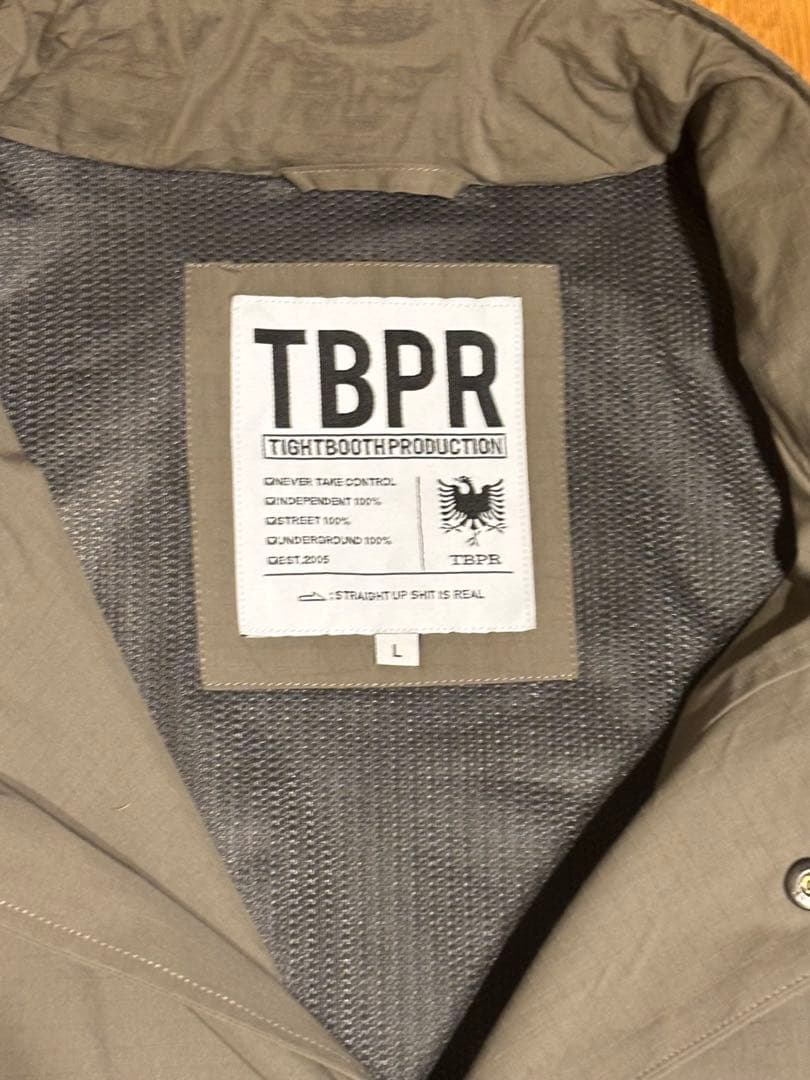 TBPR
TIGHTBOOTH PRODUCTION
☑NEVER TAKE CONTROL
☑INDEPENDENT 100%
☑STREET 100%
☑UNDERGROUND 100%
☑EST.2005
TBPR
:STRAIGHT UP SHIT IS REAL
L